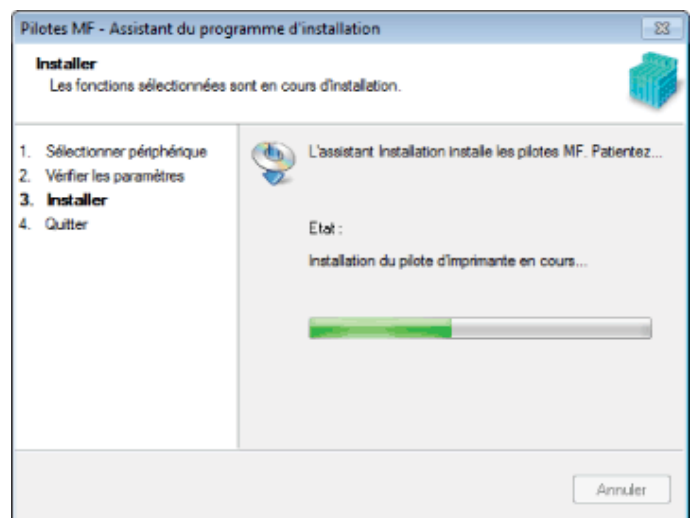 Pilotes MF - Assistant du programme d'installation
Installer
Les fonctions sélectionnées sont en cours d'installation.
1. Sélectionner périphérique
2. Vérifier les paramètres
3. Installer
4. Quitter
L'assistant Installation installe les pilotes MF. Patientez...
Etat :
Installation du pilote d'imprimante en cours...
Annuler